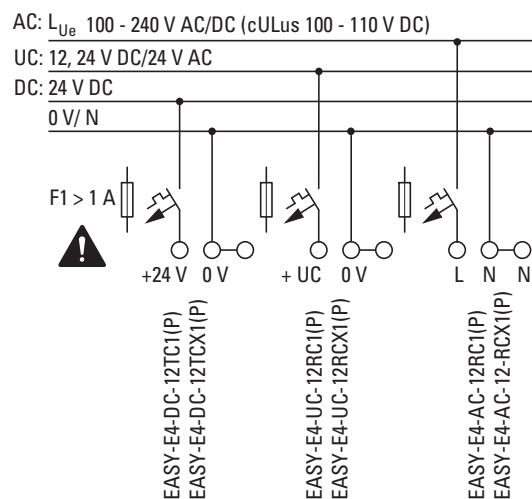 AC: L_Ue 100 - 240 V AC/DC (cULus 100 - 110 V DC)
UC: 12, 24 V DC/24 V AC
DC: 24 V DC
0 V/ N
F1 > 1 A
!
+24 V 0 V + UC 0 V L N N
EASY-E4-DC-12TC1(P)
EASY-E4-DC-12TCX1(P)
EASY-E4-UC-12RC1(P)
EASY-E4-UC-12RCX1(P)
EASY-E4-AC-12RC1(P)
EASY-E4-AC-12-RCX1(P)